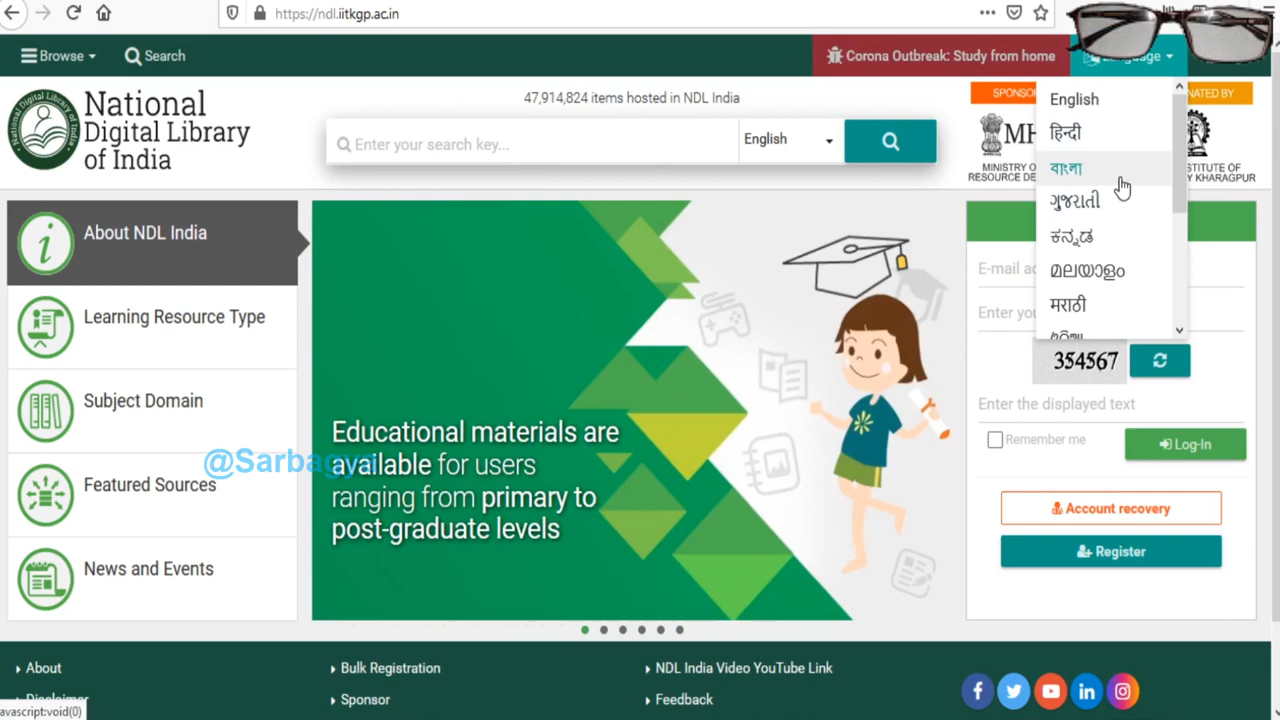 https://ndl.iitkgp.ac.in
Browse
Search
Corona Outbreak: Study from home
Language
National
Digital Library
of India
47,914,824 items hosted in NDL India
Enter your search key...
English
English
हिन्दी
বাংলা
ગુજરાતી
ಕನ್ನಡ
മലയാളം
मराठी
About NDL India
Learning Resource Type
Subject Domain
Featured Sources
News and Events
@Sarbagya
Educational materials are
available for users
ranging from primary to
post-graduate levels
354567
Enter the displayed text
Remember me
Log-In
Account recovery
Register
About
Bulk Registration
NDL India Video YouTube Link
Disclaimer
Sponsor
Feedback
avascript:void(0)